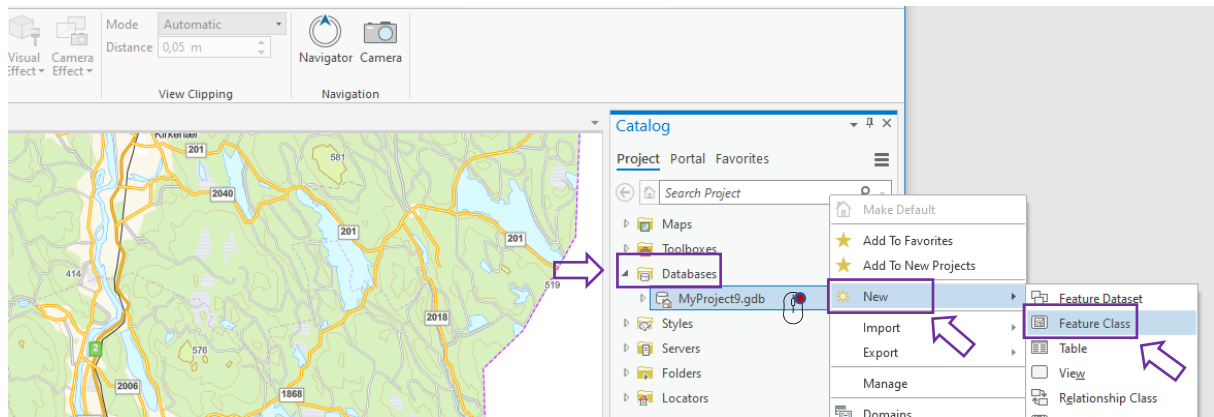 Mode Automatic
Distance 0,05 m
Visual Effect
Camera Effect
Navigator Camera
View Clipping
Navigation
Catalog
Project Portal Favorites
Search Project
Maps
Toolboxes
Databases
MyProject9.gdb
Styles
Servers
Folders
Locators
Make Default
Add To Favorites
Add To New Projects
New
Import
Export
Manage
Domains
Feature Dataset
Feature Class
Table
View
Relationship Class
201
581
2040
201
201
414
519
2018
2
576
2006
1868